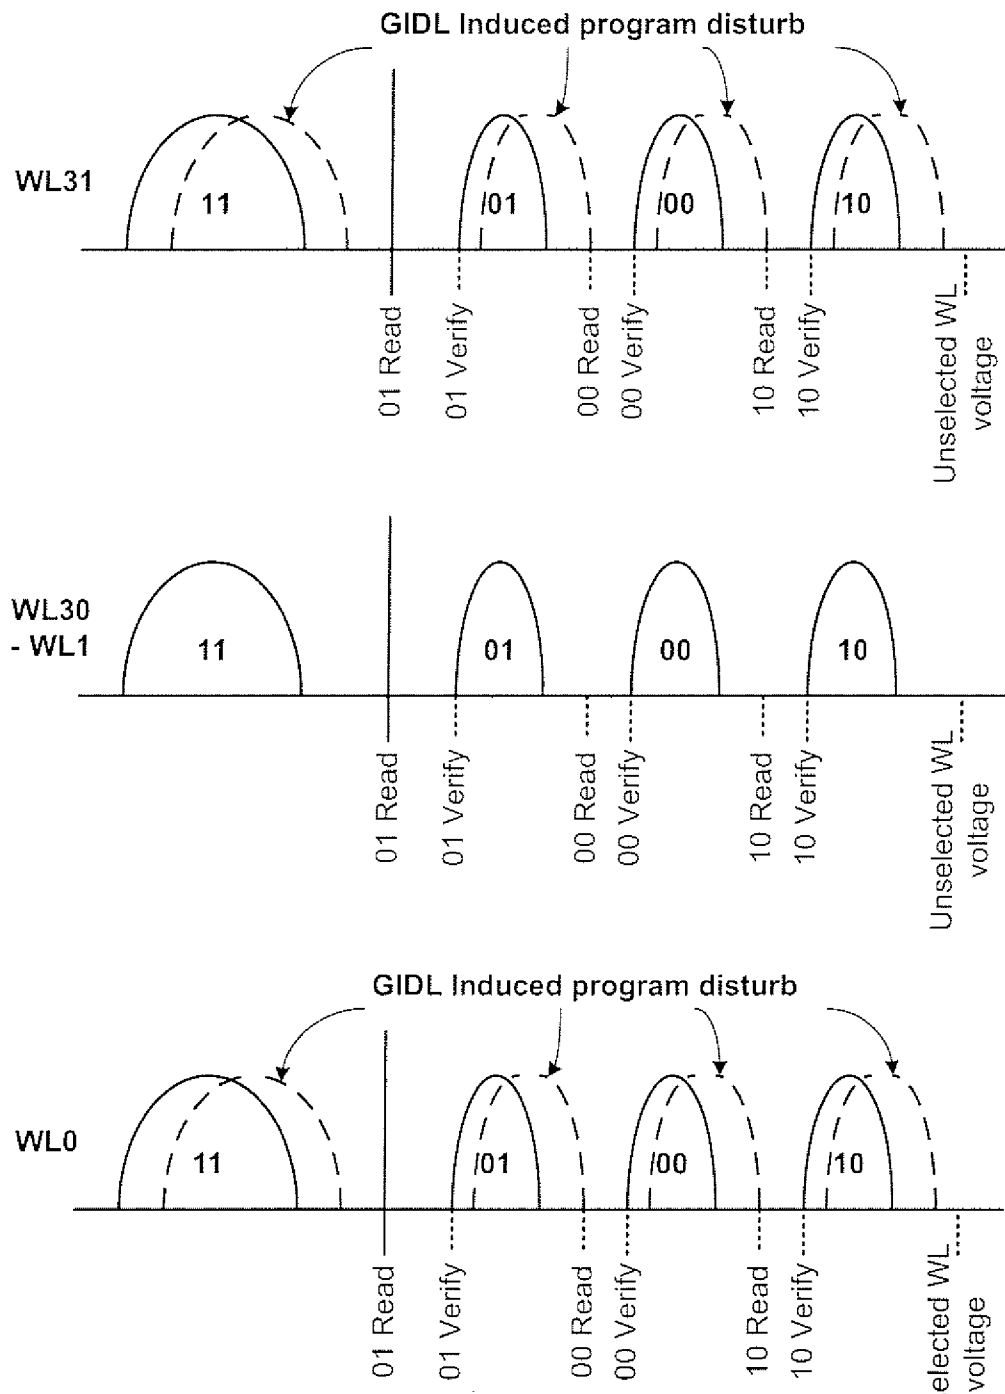 GIDL Induced program disturb
WL31
11
01
00
10
01 Read
01 Verify
00 Read
00 Verify
10 Read
10 Verify
Unselected WL
voltage
WL30
- WL1
11
01
00
10
01 Read
01 Verify
00 Read
00 Verify
10 Read
10 Verify
Unselected WL
voltage
GIDL Induced program disturb
WL0
11
01
00
10
01 Read
01 Verify
00 Read
00 Verify
10 Read
10 Verify
elected WL
voltage